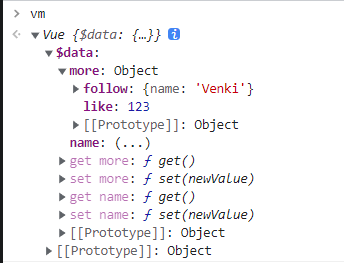 > vm
<· ▼Vue {$data: {…}} i
▼$data:
▼more: Object
▶follow: {name: 'Venki'}
like: 123
▶[[Prototype]]: Object
name: (...)
▶get more: ƒ get()
▶set more: ƒ set(newValue)
▶get name: ƒ get()
▶set name: ƒ set(newValue)
▶[[Prototype]]: Object
▶[[Prototype]]: Object